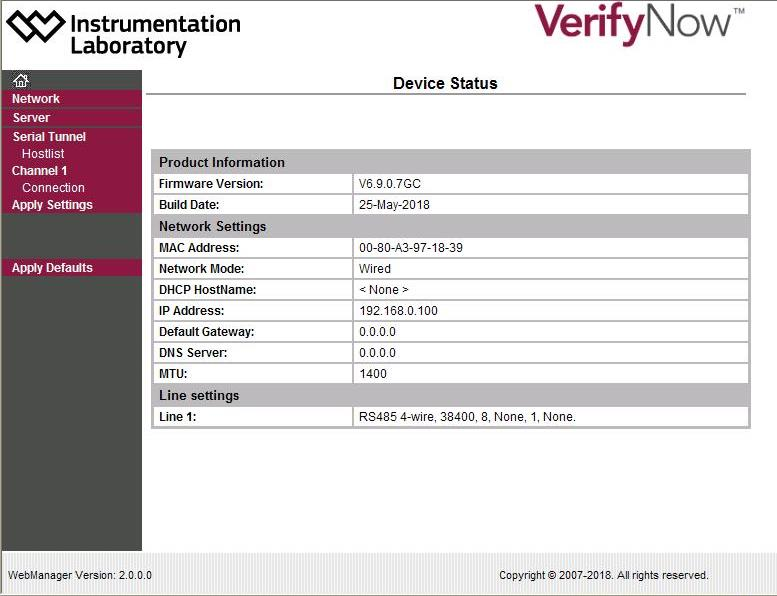 Instrumentation
Laboratory
VerifyNow™
Device Status
Network
Server
Serial Tunnel
Hostlist
Channel 1
Connection
Apply Settings
Apply Defaults
Product Information
Firmware Version: V6.9.0.7GC
Build Date: 25-May-2018
Network Settings
MAC Address: 00-80-A3-97-18-39
Network Mode: Wired
DHCP HostName: < None >
IP Address: 192.168.0.100
Default Gateway: 0.0.0.0
DNS Server: 0.0.0.0
MTU: 1400
Line settings
Line 1: RS485 4-wire, 38400, 8, None, 1, None.
WebManager Version: 2.0.0.0
Copyright © 2007-2018. All rights reserved.